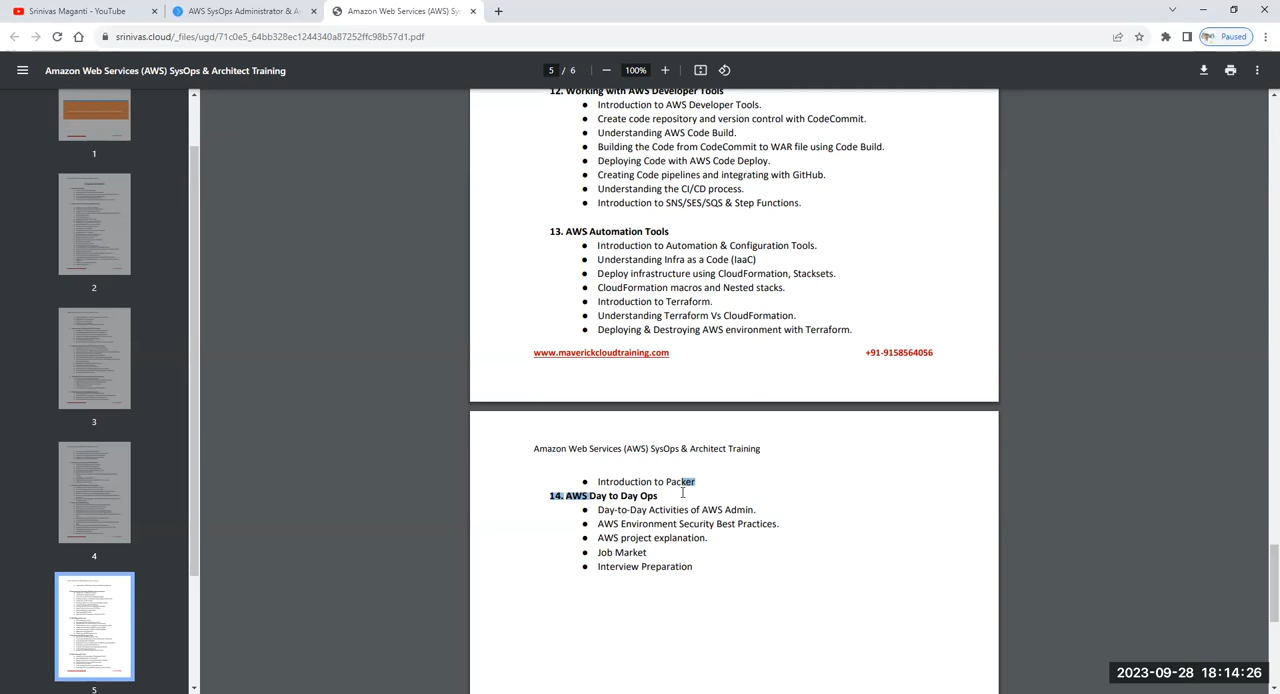 Srinivas Maganti - YouTube
AWS SysOps Administrator & A
Amazon Web Services (AWS) Sy
srinivas.cloud/_files/ugd/71c0e5_64bb328ec1244340a87252ffc98b57d1.pdf
Paused
Amazon Web Services (AWS) SysOps & Architect Training
5 / 6
100%
12. Working with AWS Developer Tools
● Introduction to AWS Developer Tools.
● Create code repository and version control with CodeCommit.
● Understanding AWS Code Build.
● Building the Code from CodeCommit to WAR file using Code Build.
● Deploying Code with AWS Code Deploy.
● Creating Code pipelines and integrating with GitHub.
● Understanding the CI/CD process.
● Introduction to SNS/SES/SQS & Step Functions.
13. AWS Automation Tools
● Introduction to Automation & Configuration Tools.
● Understanding Infra as a Code (IaaC)
● Deploy infrastructure using CloudFormation, Stacksets.
● CloudFormation macros and Nested stacks.
● Introduction to Terraform.
● Understanding Terraform Vs CloudFormation.
● Deploying & Destroying AWS environment with Terraform.
www.maverickcloudtraining.com +91-9158564056
Amazon Web Services (AWS) SysOps & Architect Training
● Introduction to Packer
14. AWS Day to Day Ops
● Day-to-Day Activities of AWS Admin.
● AWS Environment Security Best Practices.
● AWS project explanation.
● Job Market
● Interview Preparation
1
2
3
4
5
2023-09-28 18:14:26